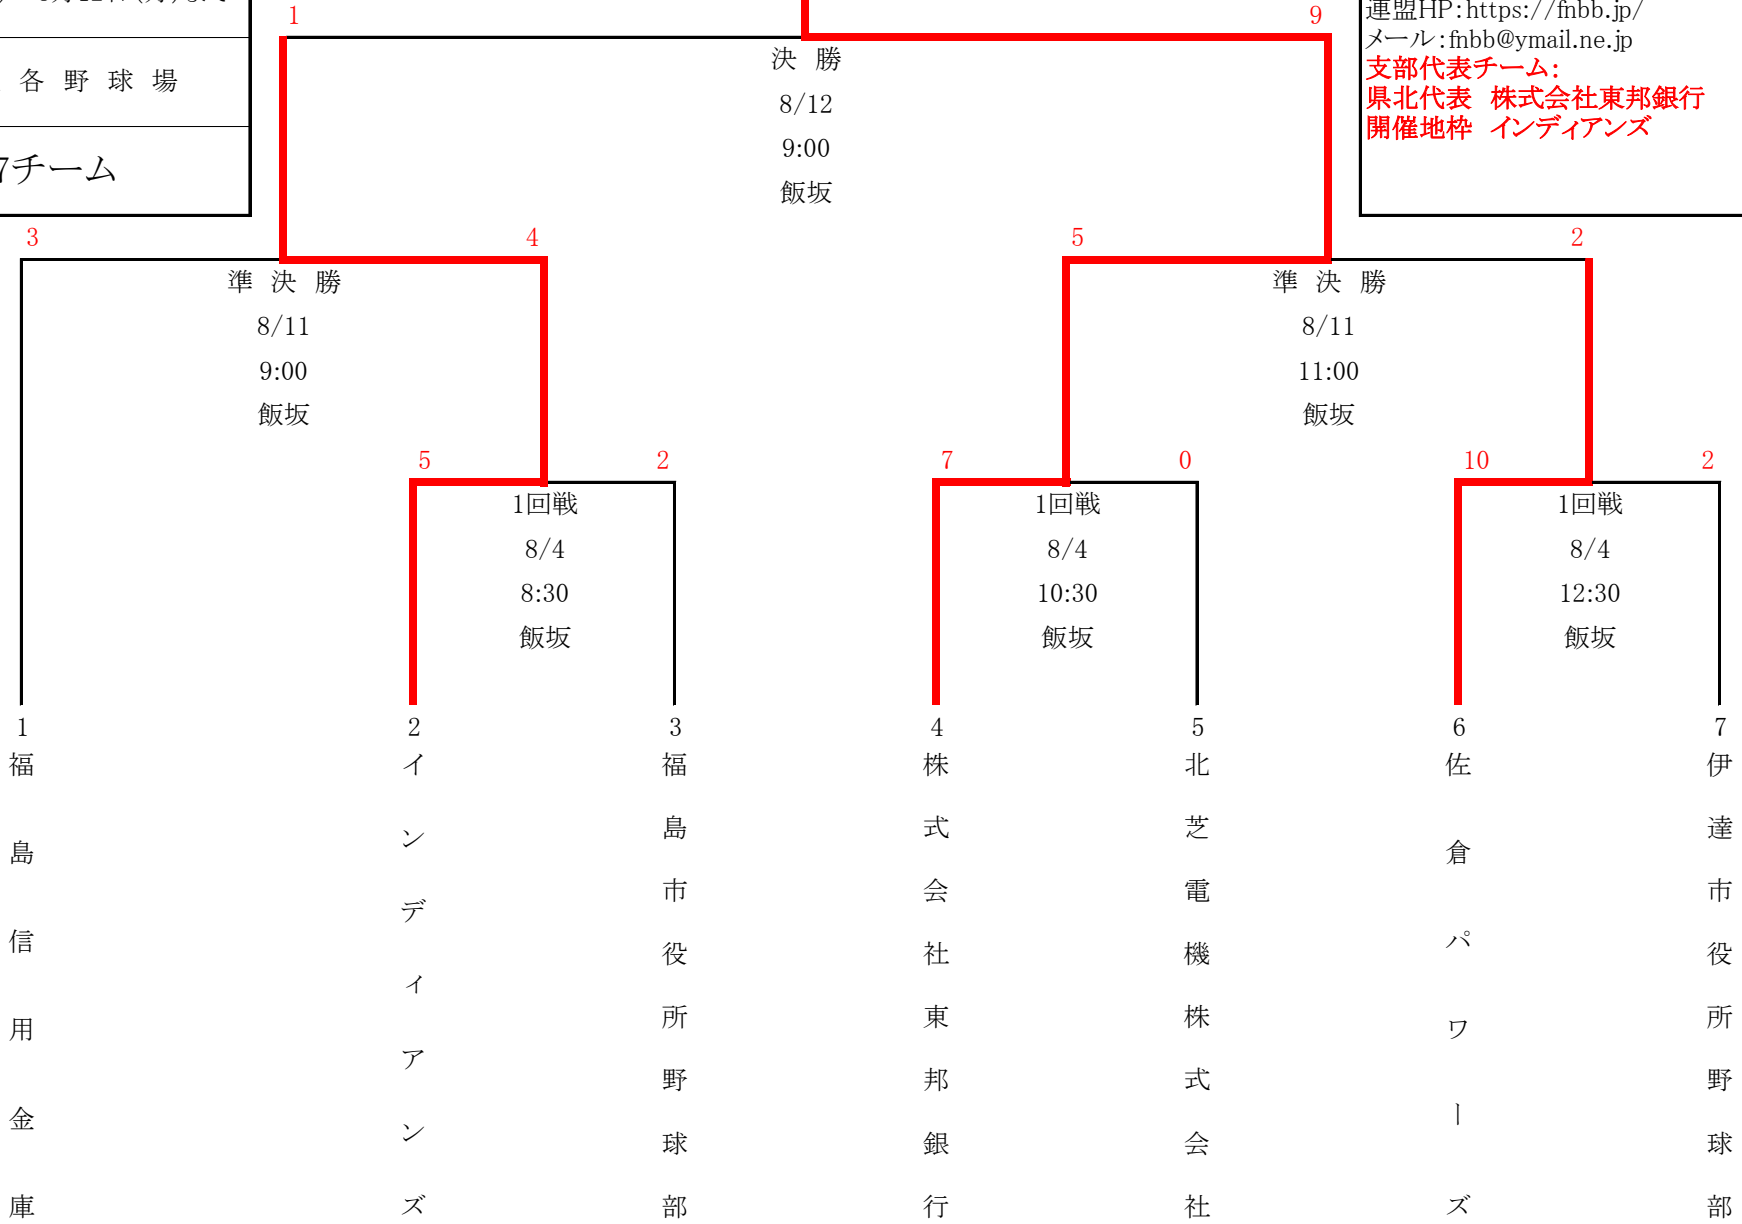 各野球場
7チーム
連盟HP:https://fnbb.jp/
メール:fnbb@ymail.ne.jp
支部代表チーム:
県北代表 株式会社東邦銀行
開催地枠 インディアンズ
1
9
決勝
8/12
9:00
飯坂
3
4
5
2
準決勝
8/11
9:00
飯坂
準決勝
8/11
11:00
飯坂
5
2
7
0
10
2
1回戦
8/4
8:30
飯坂
1回戦
8/4
10:30
飯坂
1回戦
8/4
12:30
飯坂
1
福島信用金庫
2
インディアンズ
3
福島市役所野球部
4
株式会社東邦銀行
5
北芝電機株式会社
6
佐倉パワーズ
7
伊達市役所野球部